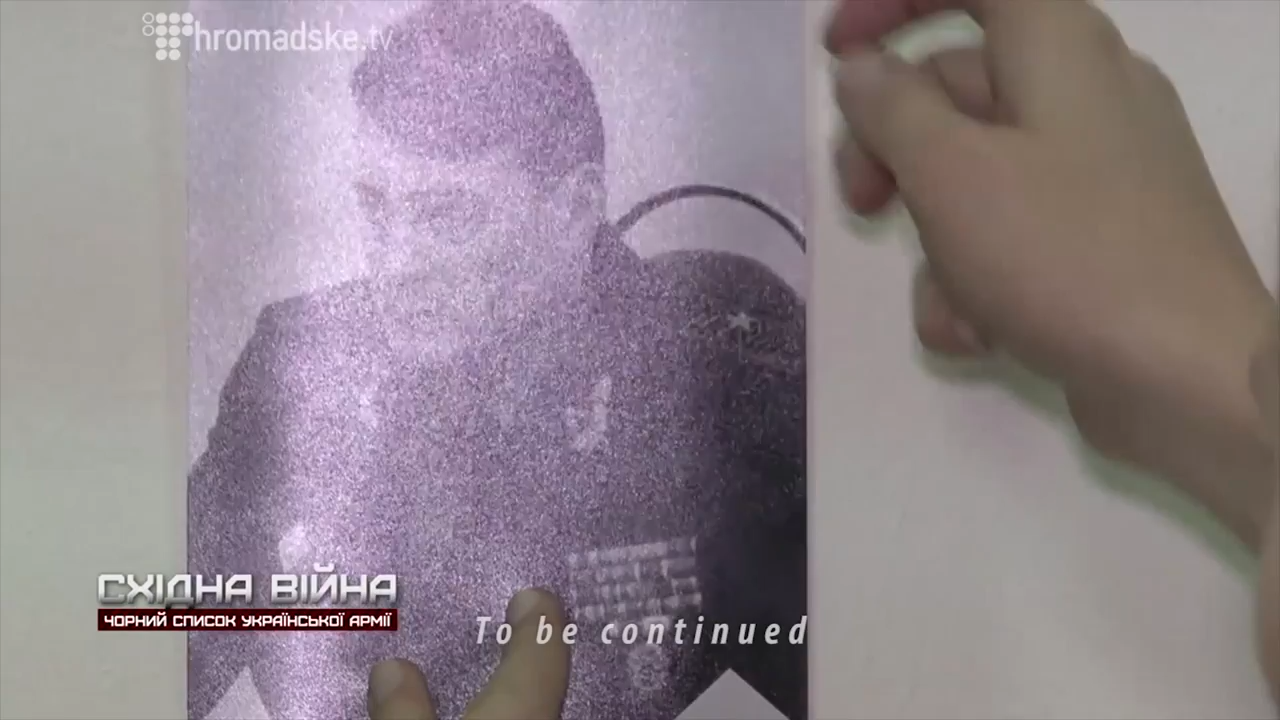 hromadske.tv
СХІДНА ВІЙНА
ЧОРНИЙ СПИСОК УКРАЇНСЬКОЇ АРМІЇ
To be continued